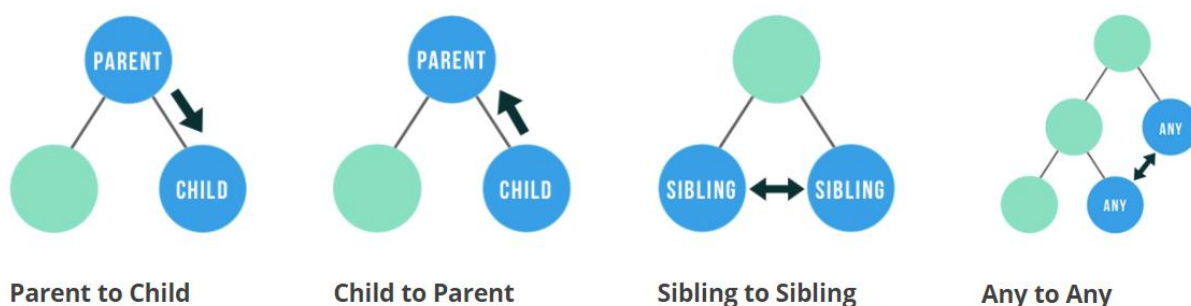 PARENT
CHILD
Parent to Child
PARENT
CHILD
Child to Parent
SIBLING
SIBLING
Sibling to Sibling
ANY
ANY
Any to Any